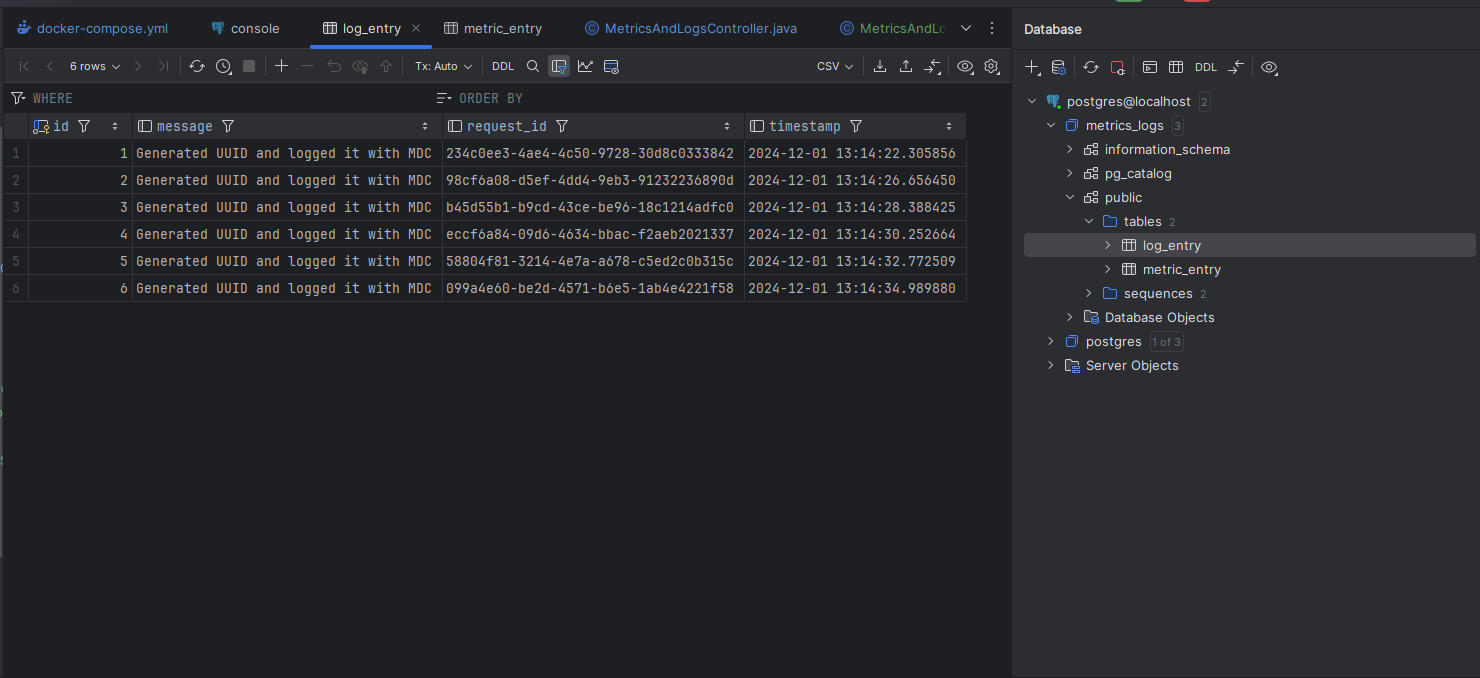 docker-compose.yml console log_entry metric_entry MetricsAndLogsController.java MetricsAndLo
6 rows Tx: Auto DDL CSV
WHERE ORDER BY
id message request_id timestamp
1 1 Generated UUID and logged it with MDC 234c0ee3-4ae4-4c50-9728-30d8c0333842 2024-12-01 13:14:22.305856
2 2 Generated UUID and logged it with MDC 98cf6a08-d5ef-4dd4-9eb3-91232236890d 2024-12-01 13:14:26.656450
3 3 Generated UUID and logged it with MDC b45d55b1-b9cd-43ce-be96-18c1214adfc0 2024-12-01 13:14:28.388425
4 4 Generated UUID and logged it with MDC eccf6a84-09d6-4634-bbac-f2aeb2021337 2024-12-01 13:14:30.252664
5 5 Generated UUID and logged it with MDC 58804f81-3214-4e7a-a678-c5ed2c0b315c 2024-12-01 13:14:32.772509
6 6 Generated UUID and logged it with MDC 099a4e60-be2d-4571-b6e5-1ab4e4221f58 2024-12-01 13:14:34.989880
Database
DDL
postgres@localhost 2
metrics_logs 3
information_schema
pg_catalog
public
tables 2
log_entry
metric_entry
sequences 2
Database Objects
postgres 1 of 3
Server Objects